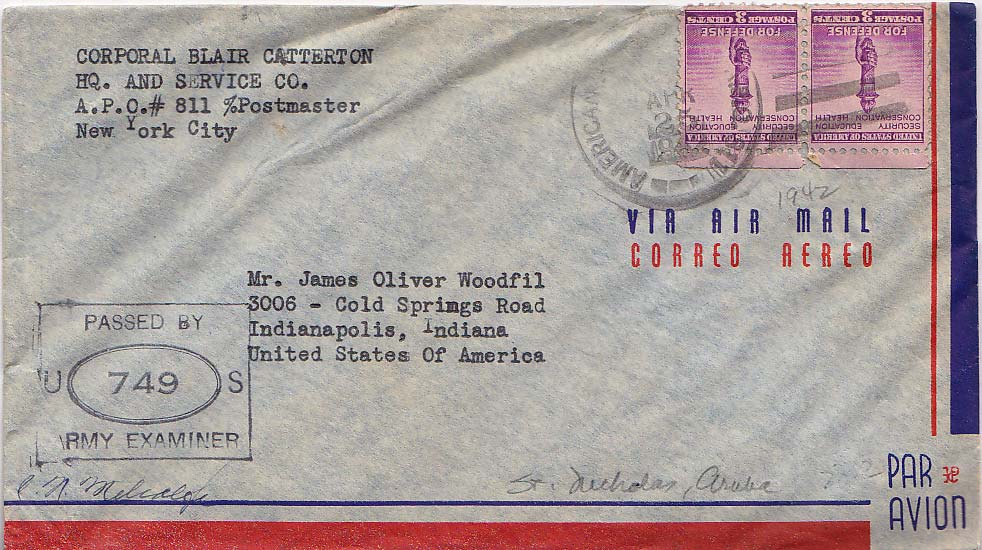 CORPORAL BLAIR CATTERTON
HQ. AND SERVICE CO.
A.P.O.# 811 %Postmaster
New York City
UNITED STATES OF AMERICA
SECURITY EDUCATION
CONSERVATION HEALTH
FOR DEFENSE
POSTAGE 3 CENTS
UNITED STATES OF AMERICA
SECURITY EDUCATION
CONSERVATION HEALTH
FOR DEFENSE
POSTAGE 3 CENTS
AMERICAN
1942
VIA AIR MAIL
CORREO AEREO
Mr. James Oliver Woodfil
3006 - Cold Springs Road
Indianapolis, Indiana
United States Of America
PASSED BY
U 749 S
ARMY EXAMINER
St. Nicholas, Aruba
PAR
AVION